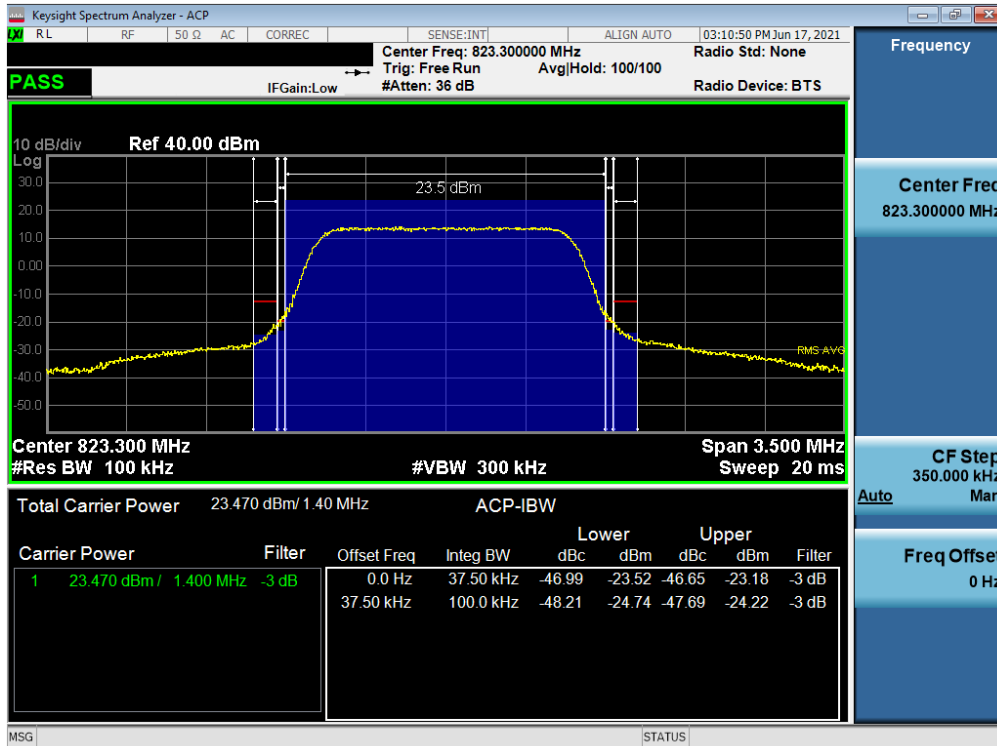 Keysight Spectrum Analyzer - ACP
LXI RL RF 50 Ω AC CORREC SENSE:INT ALIGN AUTO 03:10:50 PM Jun 17, 2021
Center Freq: 823.300000 MHz Radio Std: None
Trig: Free Run Avg|Hold: 100/100
PASS IFGain:Low #Atten: 36 dB Radio Device: BTS
Frequency
10 dB/div Ref 40.00 dBm
Log
30.0
23.5 dBm
20.0
10.0
0.00
-10.0
-20.0
-30.0
RMS AVG
-40.0
-50.0
Center 823.300 MHz Span 3.500 MHz
#Res BW 100 kHz #VBW 300 kHz Sweep 20 ms
Center Freq
823.300000 MHz
CF Step
350.000 kHz
Auto Man
Freq Offset
0 Hz
Total Carrier Power 23.470 dBm/ 1.40 MHz ACP-IBW
Lower Upper
Carrier Power Filter Offset Freq Integ BW dBc dBm dBc dBm Filter
1 23.470 dBm / 1.400 MHz -3 dB 0.0 Hz 37.50 kHz -46.99 -23.52 -46.65 -23.18 -3 dB
37.50 kHz 100.0 kHz -48.21 -24.74 -47.69 -24.22 -3 dB
MSG STATUS